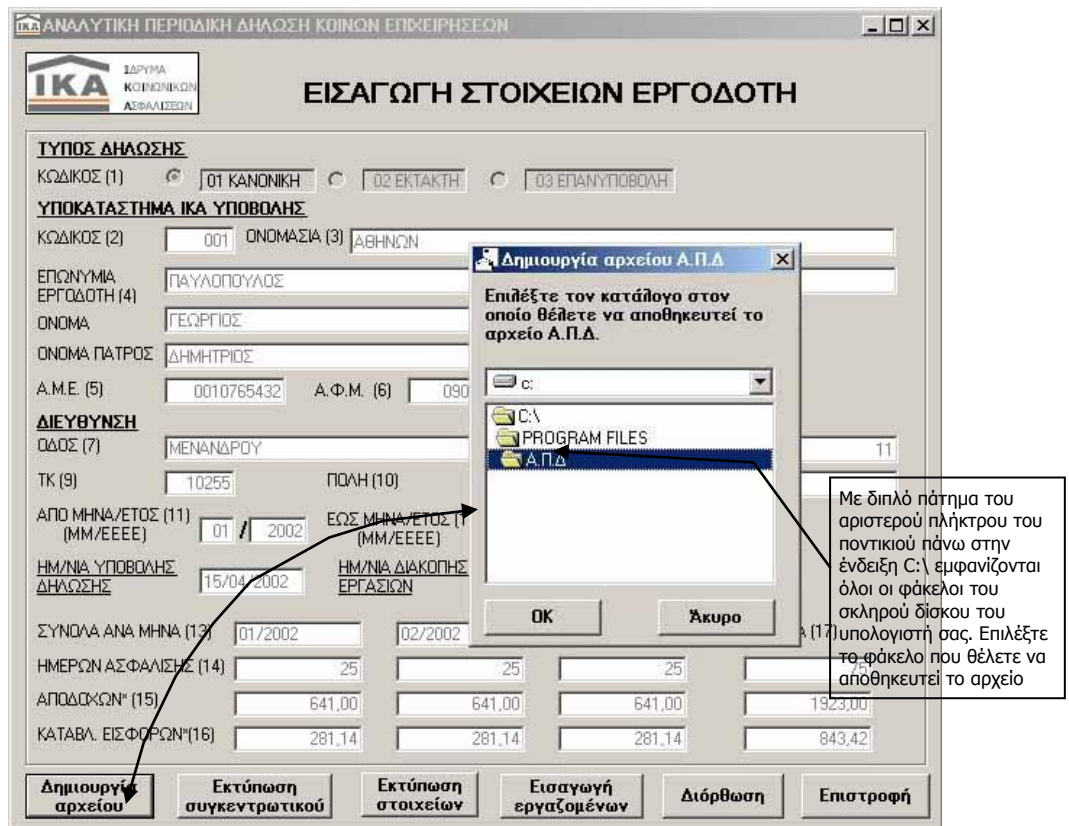 ΑΝΑΛΥΤΙΚΗ ΠΕΡΙΟΔΙΚΗ ΔΗΛΩΣΗ ΚΟΙΝΩΝ ΕΠΙΧΕΙΡΗΣΕΩΝ
ΙΚΑ
ΙΔΡΥΜΑ
ΚΟΙΝΩΝΙΚΩΝ
ΑΣΦΑΛΙΣΕΩΝ
ΕΙΣΑΓΩΓΗ ΣΤΟΙΧΕΙΩΝ ΕΡΓΟΔΟΤΗ
ΤΥΠΟΣ ΔΗΛΩΣΗΣ
ΚΩΔΙΚΟΣ (1) 01 ΚΑΝΟΝΙΚΗ 02 ΕΚΤΑΚΤΗ 03 ΕΠΑΝΥΠΟΒΟΛΗ
ΥΠΟΚΑΤΑΣΤΗΜΑ ΙΚΑ ΥΠΟΒΟΛΗΣ
ΚΩΔΙΚΟΣ (2) 001 ΟΝΟΜΑΣΙΑ (3) ΑΘΗΝΩΝ
ΕΠΩΝΥΜΙΑ
ΕΡΓΟΔΟΤΗ (4) ΠΑΥΛΟΠΟΥΛΟΣ
ΟΝΟΜΑ ΓΕΩΡΓΙΟΣ
ΟΝΟΜΑ ΠΑΤΡΟΣ ΔΗΜΗΤΡΙΟΣ
Α.Μ.Ε. (5) 0010765432 Α.Φ.Μ. (6) 090
ΔΙΕΥΘΥΝΣΗ
ΟΔΟΣ (7) ΜΕΝΑΝΔΡΟΥ 11
ΤΚ (9) 10255 ΠΟΛΗ (10)
ΑΠΟ ΜΗΝΑ/ΕΤΟΣ (11)
(ΜΜ/ΕΕΕΕ) 01 / 2002
ΕΩΣ ΜΗΝΑ/ΕΤΟΣ (1
(ΜΜ/ΕΕΕΕ)
ΗΜ/ΝΙΑ ΥΠΟΒΟΛΗΣ
ΔΗΛΩΣΗΣ 15/04/2002
ΗΜ/ΝΙΑ ΔΙΑΚΟΠΗΣ
ΕΡΓΑΣΙΩΝ
Δημιουργία αρχείου Α.Π.Δ
Επιλέξτε τον κατάλογο στον
οποίο θέλετε να αποθηκευτεί το
αρχείο Α.Π.Δ.
c:
C:\
PROGRAM FILES
Α.Π.Δ
OK Άκυρο
Με διπλό πάτημα του
αριστερού πλήκτρου του
ποντικιού πάνω στην
ένδειξη C:\ εμφανίζονται
όλοι οι φάκελοι του
σκληρού δίσκου του
υπολογιστή σας. Επιλέξτε
το φάκελο που θέλετε να
αποθηκευτεί το αρχείο
ΣΥΝΟΛΑ ΑΝΑ ΜΗΝΑ (13) 01/2002 02/2002 (17)
ΗΜΕΡΩΝ ΑΣΦΑΛΙΣΗΣ (14) 25 25 25 75
ΑΠΟΔΟΧΩΝ* (15) 641,00 641,00 641,00 1923,00
ΚΑΤΑΒΛ. ΕΙΣΦΟΡΩΝ*(16) 281,14 281,14 281,14 843,42
Δημιουργία
αρχείου
Εκτύπωση
συγκεντρωτικού
Εκτύπωση
στοιχείων
Εισαγωγή
εργαζομένων
Διόρθωση
Επιστροφή